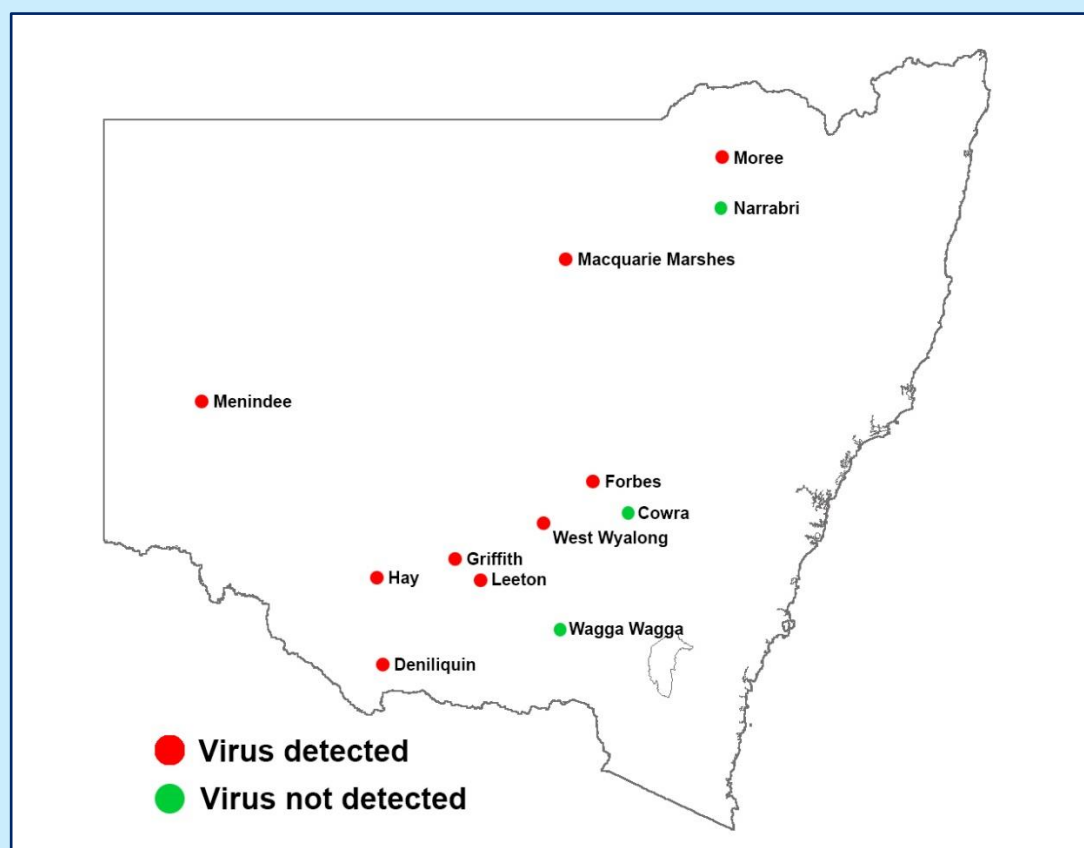 Moree
Narrabri
Macquarie Marshes
Menindee
Forbes
Cowra
West Wyalong
Griffith
Hay
Leeton
Wagga Wagga
Deniliquin
Virus detected
Virus not detected